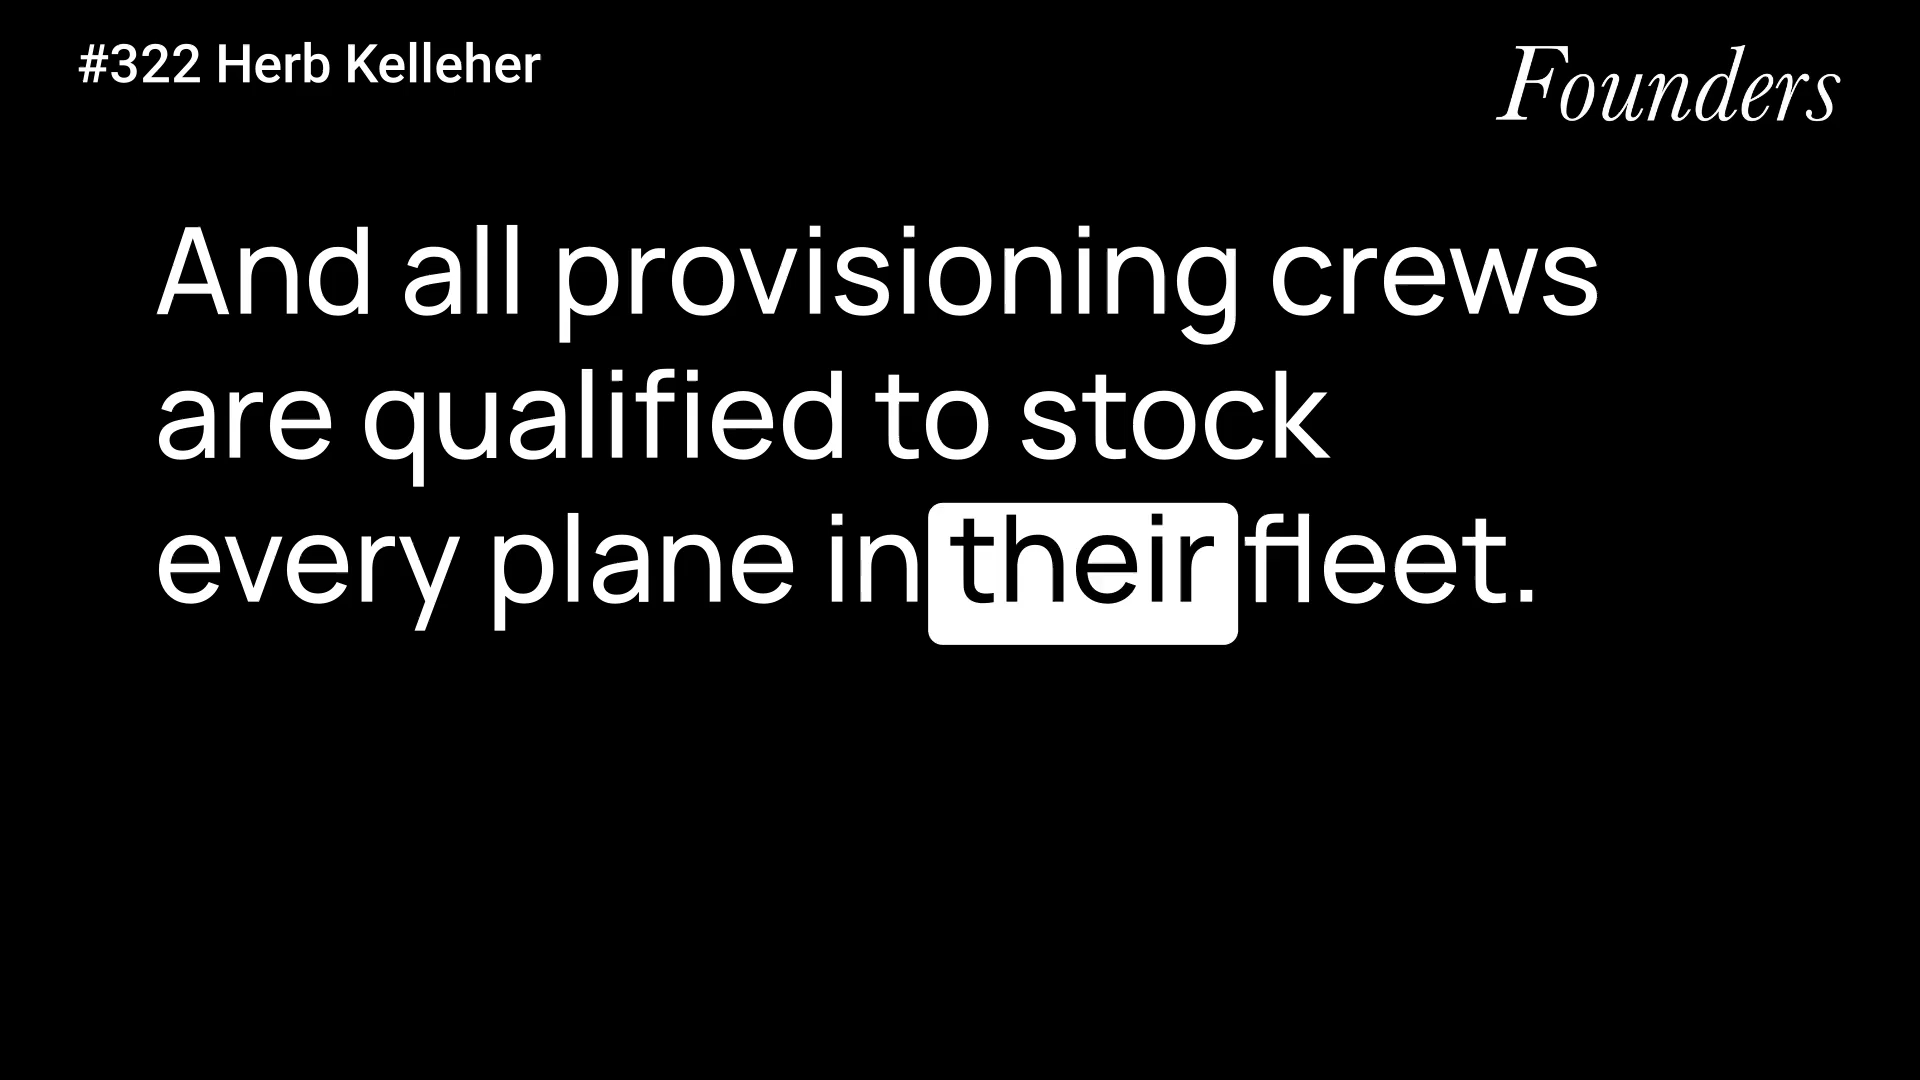 #322 Herb Kelleher
Founders
And all provisioning crews
are qualified to stock
every plane in their fleet.